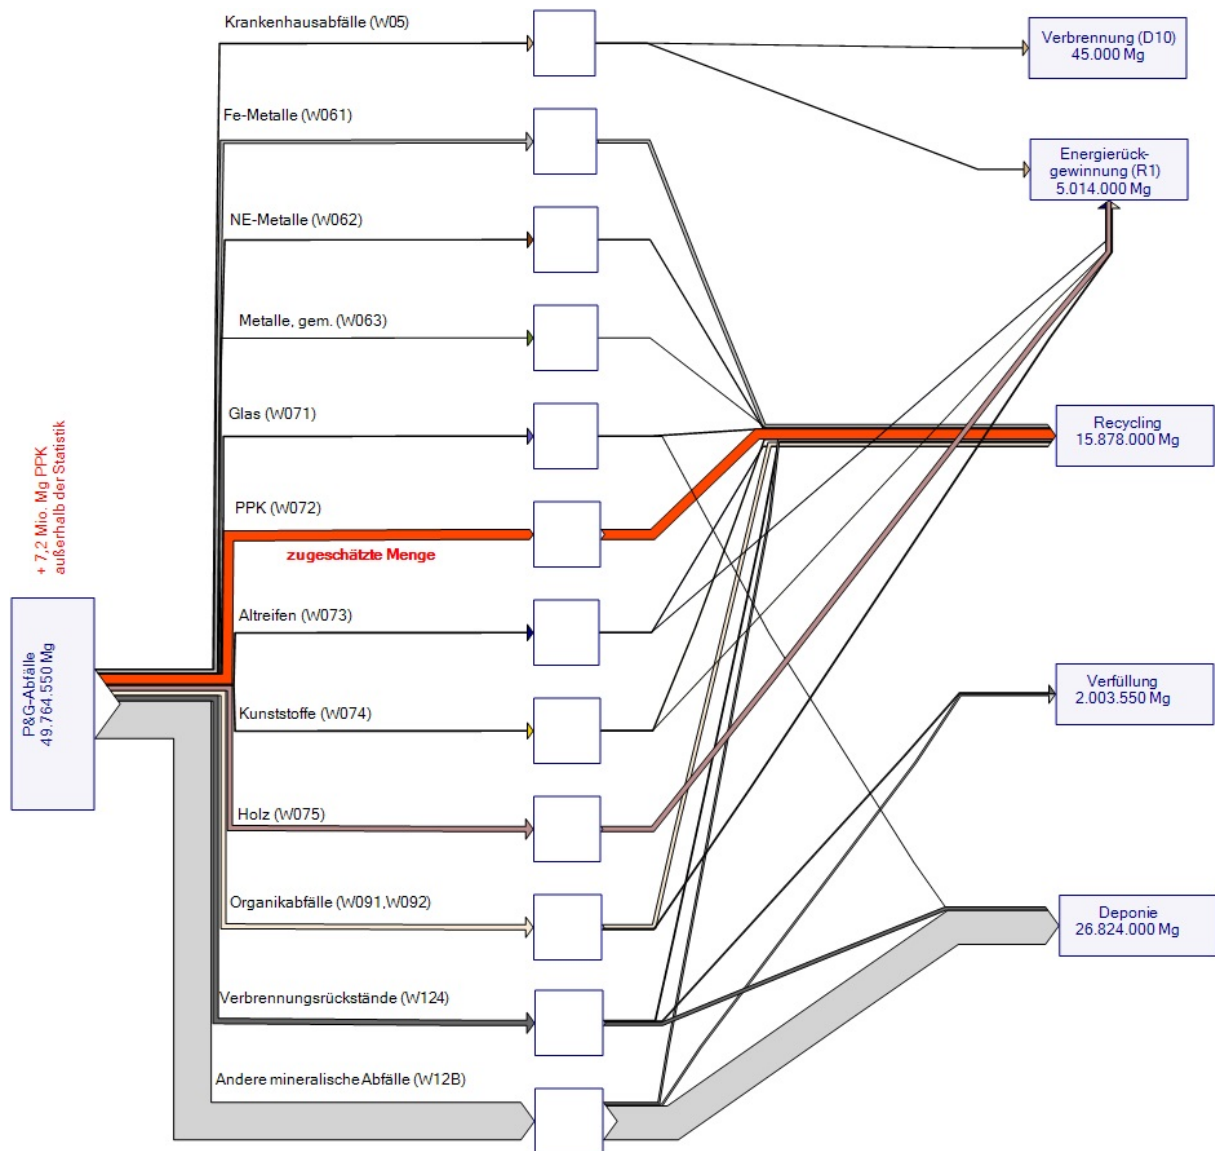 Krankenhausabfälle (W05)
Verbrennung (D10)
45.000 Mg
Fe-Metalle (W061)
Energierück-
gewinnung (R1)
5.014.000 Mg
NE-Metalle (W062)
Metalle, gem. (W063)
Glas (W071)
Recycling
15.878.000 Mg
+ 7,2 Mio. Mg PPK
außerhalb der Statistik
PPK (W072)
zugeschätzte Menge
P&G-Abfälle
49.764.550 Mg
Altreifen (W073)
Verfüllung
2.003.550 Mg
Kunststoffe (W074)
Holz (W075)
Organikabfälle (W091,W092)
Deponie
26.824.000 Mg
Verbrennungsrückstände (W124)
Andere mineralische Abfälle (W12B)